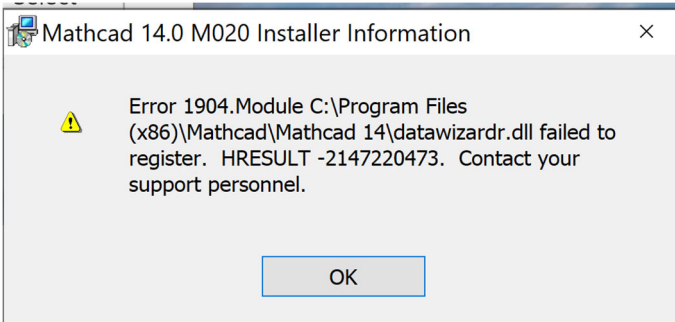 Mathcad 14.0 M020 Installer Information
Error 1904.Module C:\Program Files
(x86)\Mathcad\Mathcad 14\datawizardr.dll failed to
register.  HRESULT -2147220473.  Contact your
support personnel.
OK